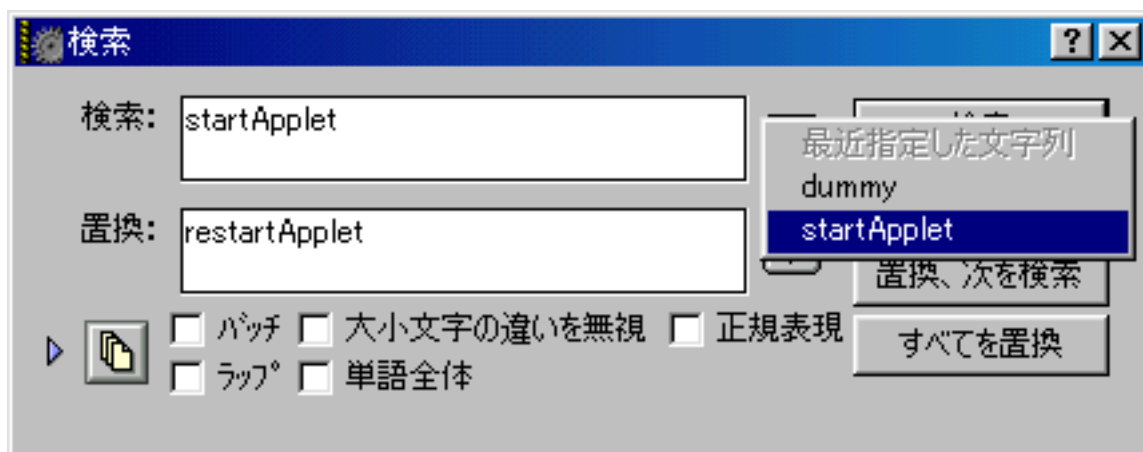 検索
検索:
startApplet
最近指定した文字列
dummy
startApplet
置換:
restartApplet
置換、次を検索
バッチ
大小文字の違いを無視
正規表現
すべてを置換
ラップ
単語全体